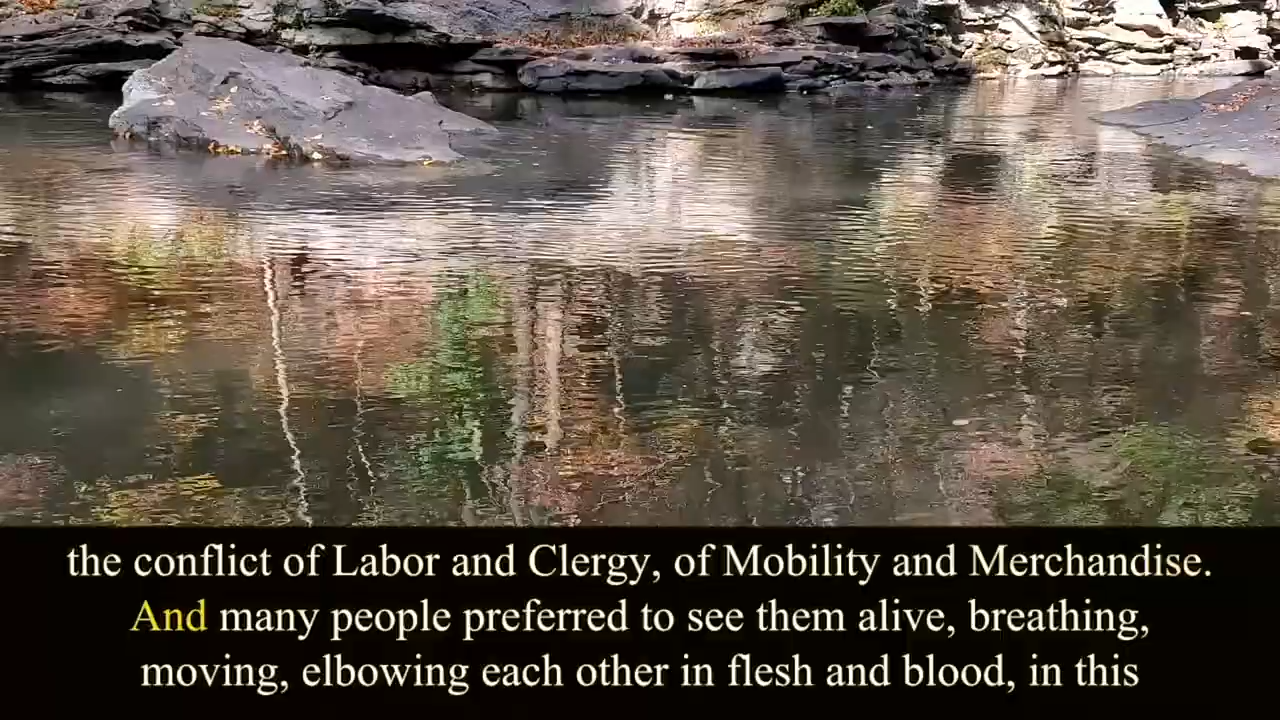 the conflict of Labor and Clergy, of Mobility and Merchandise.
And many people preferred to see them alive, breathing,
moving, elbowing each other in flesh and blood, in this